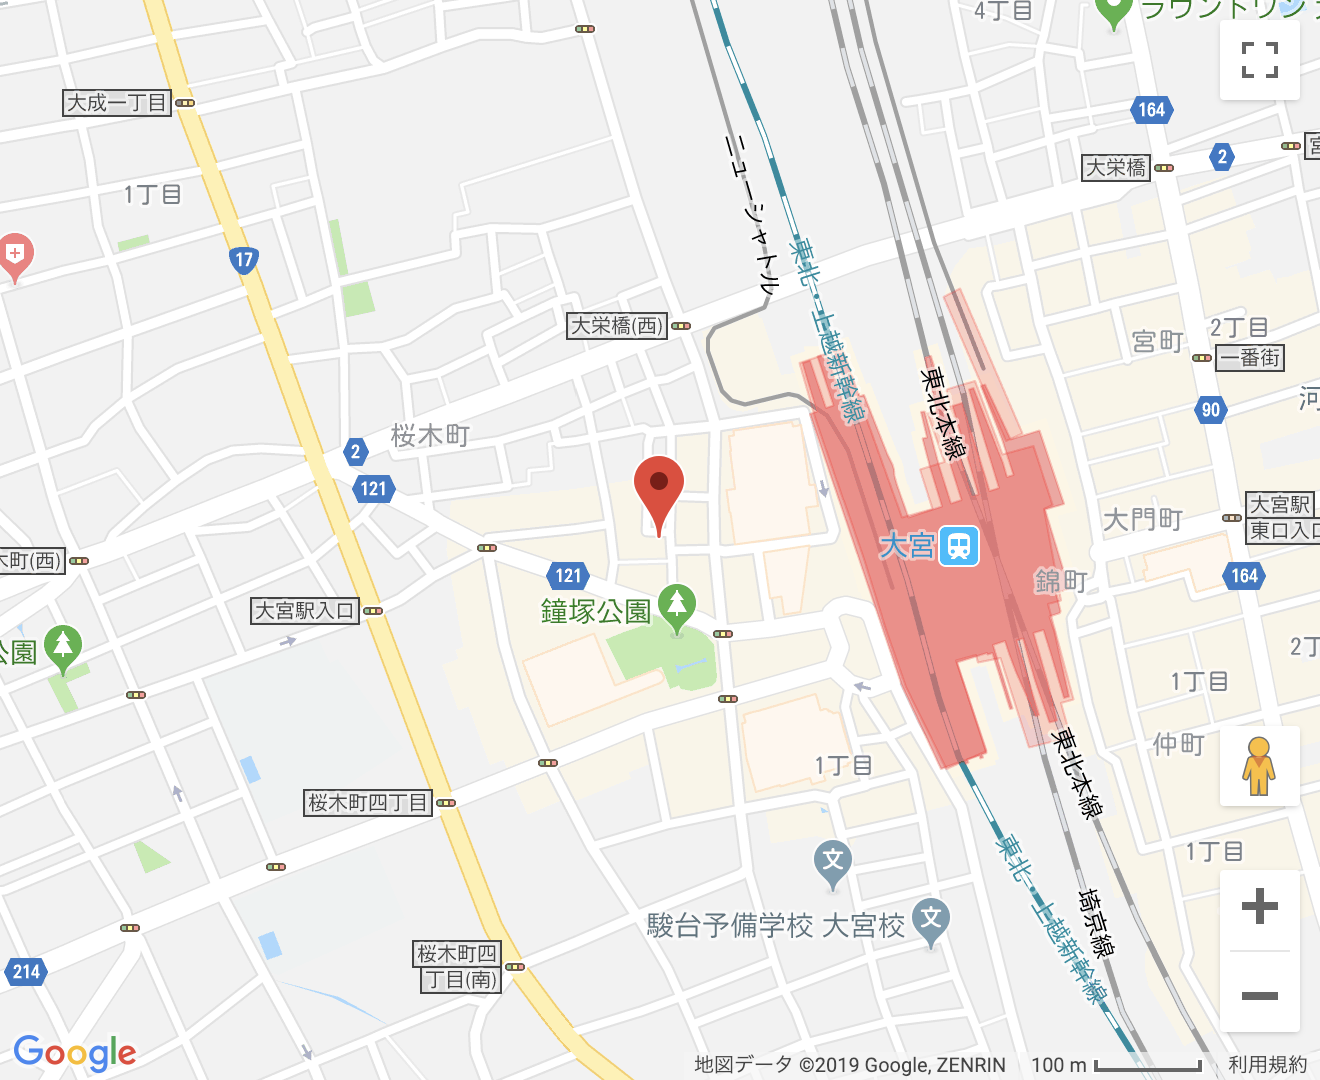 4丁目
ラウンドワン
大成一丁目
164
2
大栄橋
宮
1丁目
ニューシャトル
17
東北・上越新幹線
大栄橋(西)
宮町
2丁目
一番街
東北本線
90
河
桜木町
2
121
大宮駅
東口入口
大門町
大宮
木町(西)
121
164
錦町
大宮駅入口
鐘塚公園
公園
2丁
1丁目
仲町
1丁目
東北本線
桜木町四丁目
1丁目
東北・上越新幹線
埼京線
駿台予備学校 大宮校
桜木町四
丁目(南)
214
Google
地図データ ©2019 Google, ZENRIN
100 m
利用規約